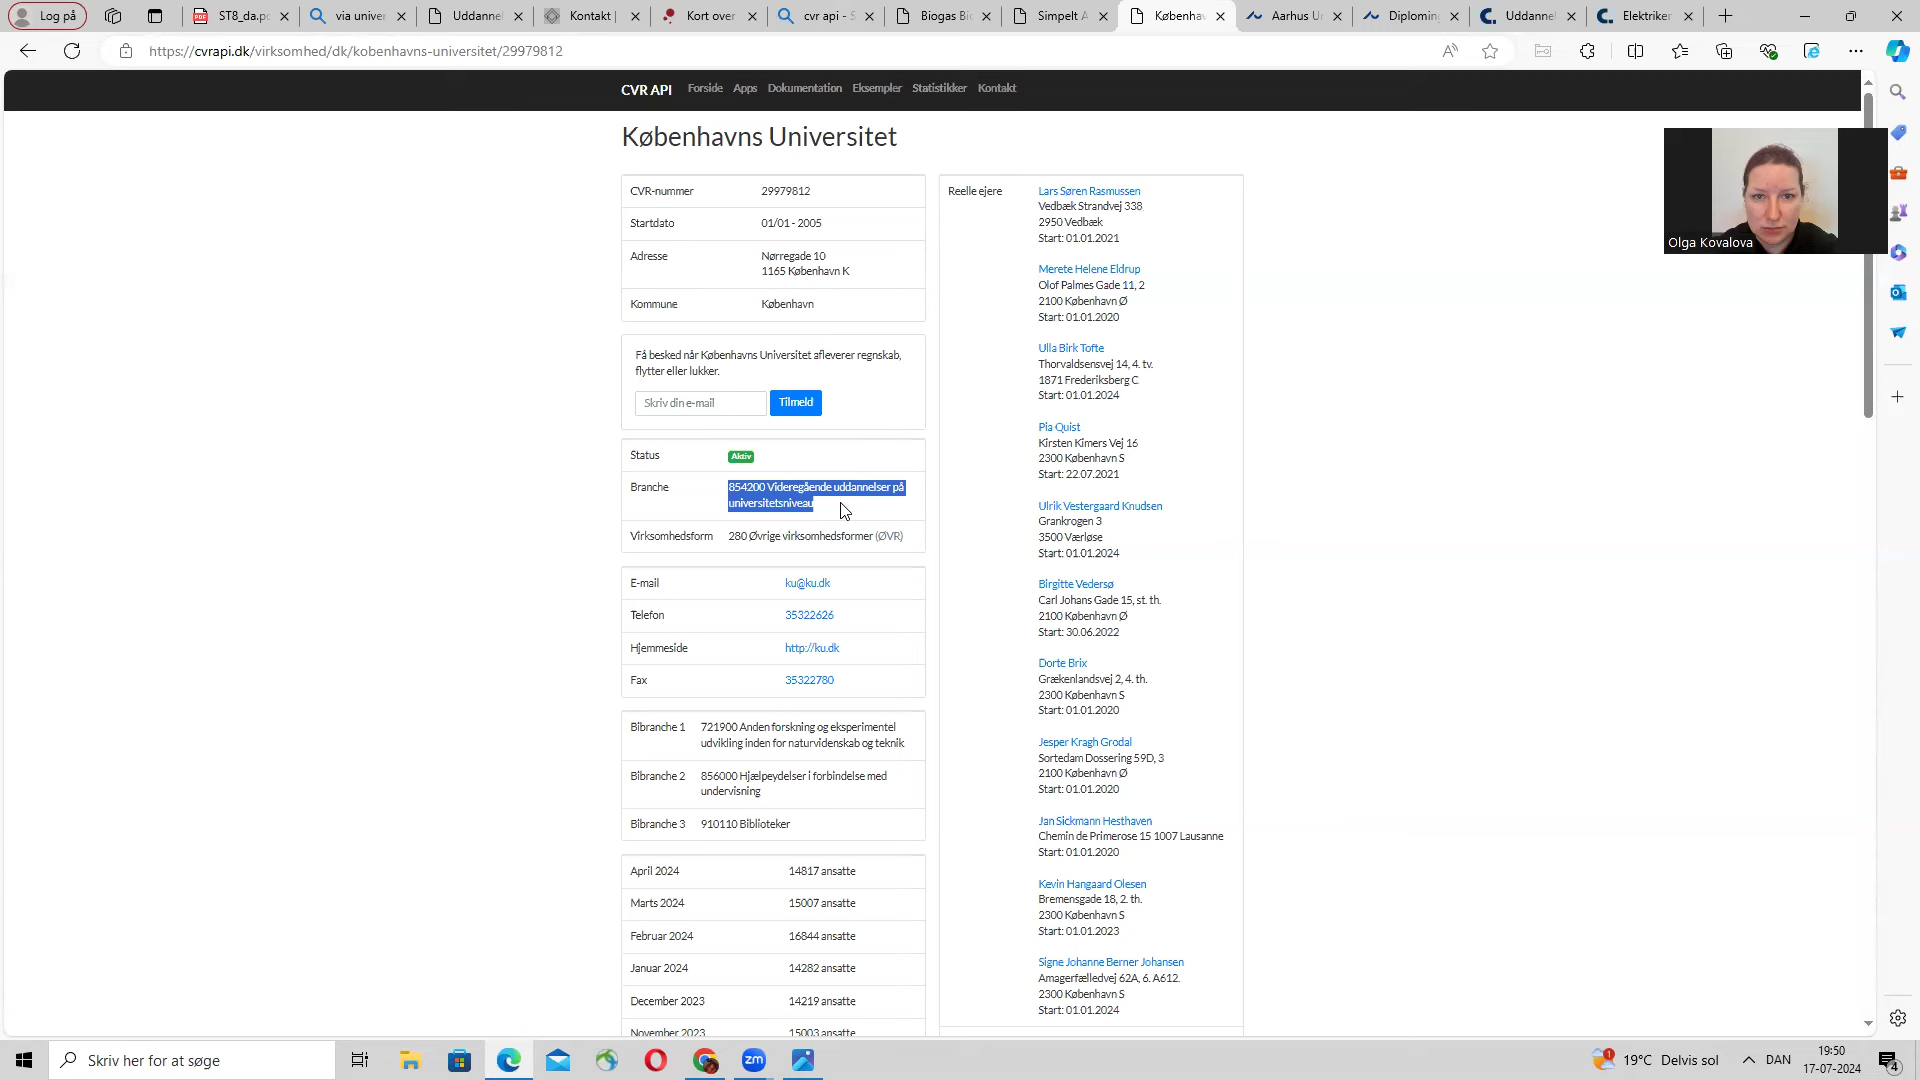 Log på
ST8_da.p
via univer
Uddannel
Kontakt |
Kort over
cvr api - S
Biogas Bi
Simpelt A
Københav
Aarhus U
Diploming
Uddannel
Elektriker
https://cvrapi.dk/virksomhed/dk/kobenhavns-universitet/29979812
CVR API Forside Apps Dokumentation Eksempler Statistikker Kontakt
Københavns Universitet
CVR-nummer 29979812
Startdato 01/01 - 2005
Adresse Nørregade 10
1165 København K
Kommune København
Få besked når Københavns Universitet afleverer regnskab,
flytter eller lukker.
Skriv din e-mail Tilmeld
Status Aktiv
Branche 854200 Videregående uddannelser på
universitetsniveau
Virksomhedsform 280 Øvrige virksomhedsformer (ØVR)
E-mail ku@ku.dk
Telefon 35322626
Hjemmeside http://ku.dk
Fax 35322780
Bibranche 1 721900 Anden forskning og eksperimentel
udvikling inden for naturvidenskab og teknik
Bibranche 2 856000 Hjælpeydelser i forbindelse med
undervisning
Bibranche 3 910110 Biblioteker
April 2024 14817 ansatte
Marts 2024 15007 ansatte
Februar 2024 16844 ansatte
Januar 2024 14282 ansatte
December 2023 14219 ansatte
November 2023 15003 ansatte
Reelle ejere Lars Søren Rasmussen
Vedbæk Strandvej 338
2950 Vedbæk
Start: 01.01.2021
Merete Helene Eldrup
Olof Palmes Gade 11, 2
2100 København Ø
Start: 01.01.2020
Ulla Birk Tofte
Thorvaldsensvej 14, 4. tv.
1871 Frederiksberg C
Start: 01.01.2024
Pia Quist
Kirsten Kimers Vej 16
2300 København S
Start: 22.07.2021
Ulrik Vestergaard Knudsen
Grankrogen 3
3500 Værløse
Start: 01.01.2024
Birgitte Vedersø
Carl Johans Gade 15, st. th.
2100 København Ø
Start: 30.06.2022
Dorte Brix
Grækenlandsvej 2, 4. th.
2300 København S
Start: 01.01.2020
Jesper Kragh Grodal
Sortedam Dossering 59D, 3
2100 København Ø
Start: 01.01.2020
Jan Sickmann Hesthaven
Chemin de Primerose 15 1007 Lausanne
Start: 01.01.2020
Kevin Hangaard Olesen
Bremensgade 18, 2. th.
2300 København S
Start: 01.01.2023
Signe Johanne Berner Johansen
Amagerfælledvej 62A, 6. A612.
2300 København S
Start: 01.01.2024
Olga Kovalova
Skriv her for at søge
zm
19°C Delvis sol
DAN
19:50
17-07-2024
4